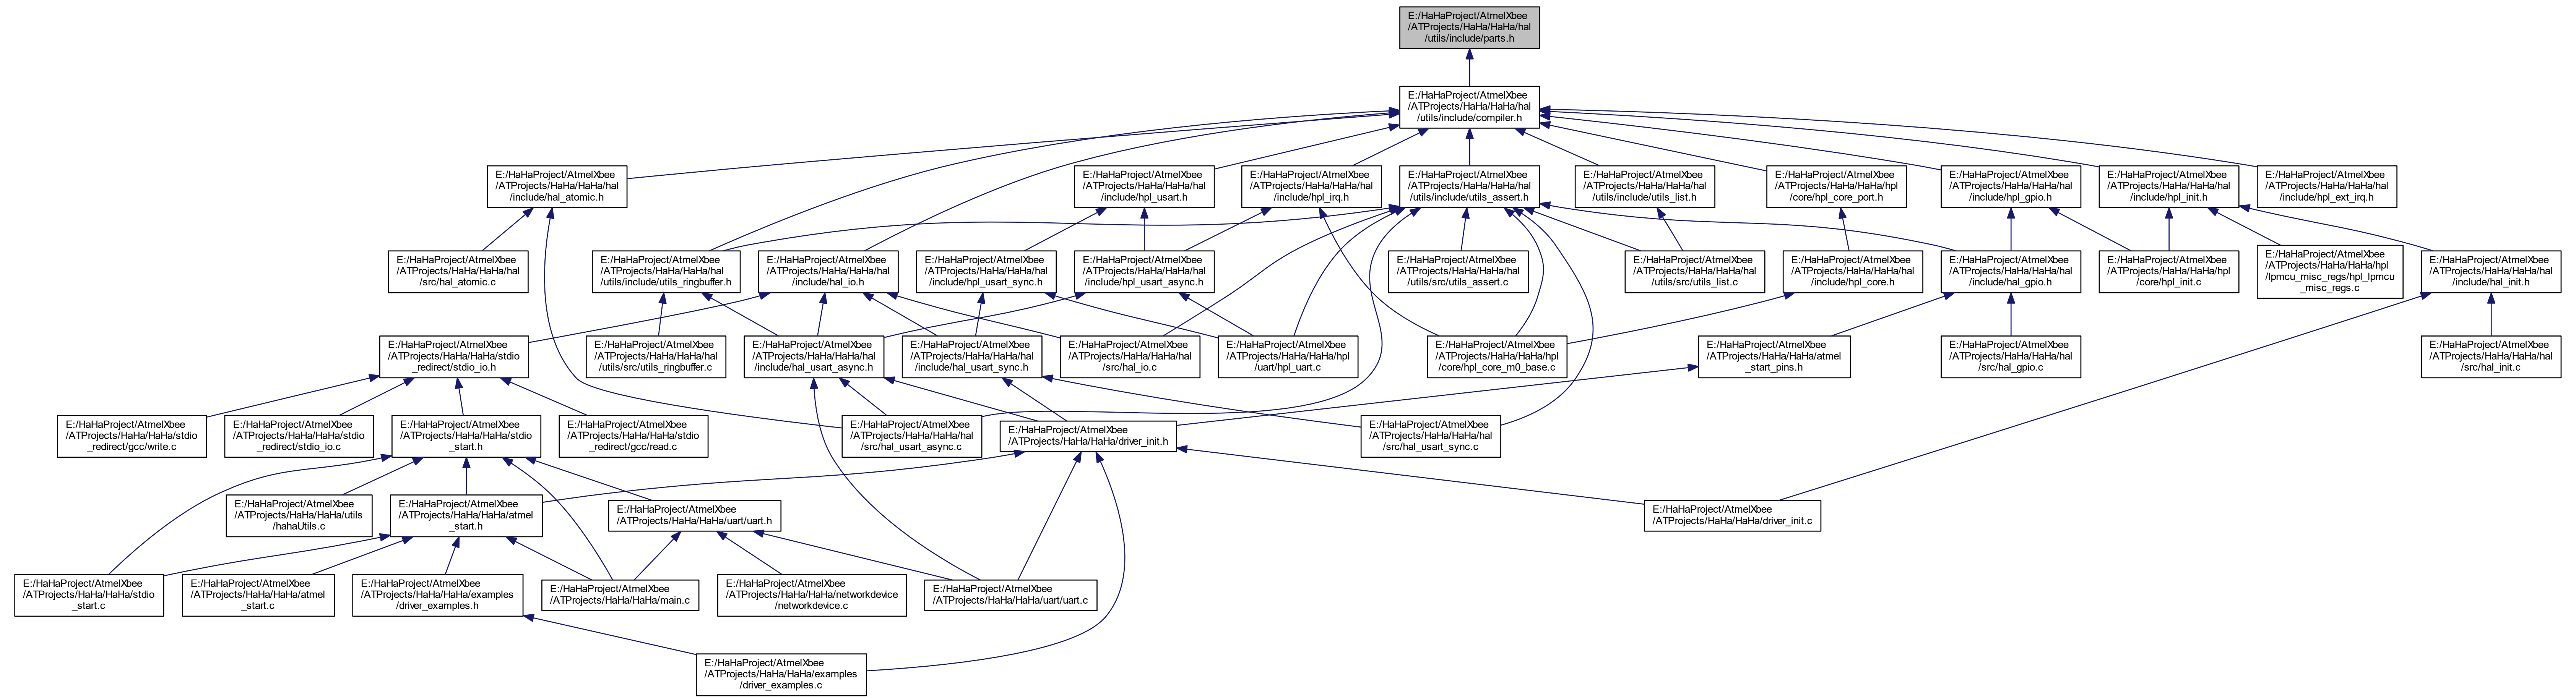 E:/HaHaProject/AtmelXbee
/ATProjects/HaHa/HaHa/hal
/utils/include/parts.h
E:/HaHaProject/AtmelXbee
/ATProjects/HaHa/HaHa/hal
/utils/include/compiler.h
E:/HaHaProject/AtmelXbee
/ATProjects/HaHa/HaHa/hal
/include/hal_atomic.h
E:/HaHaProject/AtmelXbee
/ATProjects/HaHa/HaHa/hal
/include/hpl_usart.h
E:/HaHaProject/AtmelXbee
/ATProjects/HaHa/HaHa/hal
/include/hpl_irq.h
E:/HaHaProject/AtmelXbee
/ATProjects/HaHa/HaHa/hal
/utils/include/utils_assert.h
E:/HaHaProject/AtmelXbee
/ATProjects/HaHa/HaHa/hal
/utils/include/utils_list.h
E:/HaHaProject/AtmelXbee
/ATProjects/HaHa/HaHa/hpl
/core/hpl_core_port.h
E:/HaHaProject/AtmelXbee
/ATProjects/HaHa/HaHa/hal
/include/hpl_gpio.h
E:/HaHaProject/AtmelXbee
/ATProjects/HaHa/HaHa/hal
/include/hpl_init.h
E:/HaHaProject/AtmelXbee
/ATProjects/HaHa/HaHa/hal
/include/hpl_ext_irq.h
E:/HaHaProject/AtmelXbee
/ATProjects/HaHa/HaHa/hal
/src/hal_atomic.c
E:/HaHaProject/AtmelXbee
/ATProjects/HaHa/HaHa/hal
/utils/include/utils_ringbuffer.h
E:/HaHaProject/AtmelXbee
/ATProjects/HaHa/HaHa/hal
/include/hal_io.h
E:/HaHaProject/AtmelXbee
/ATProjects/HaHa/HaHa/hal
/include/hpl_usart_sync.h
E:/HaHaProject/AtmelXbee
/ATProjects/HaHa/HaHa/hal
/include/hpl_usart_async.h
E:/HaHaProject/AtmelXbee
/ATProjects/HaHa/HaHa/hal
/utils/src/utils_assert.c
E:/HaHaProject/AtmelXbee
/ATProjects/HaHa/HaHa/hal
/utils/src/utils_list.c
E:/HaHaProject/AtmelXbee
/ATProjects/HaHa/HaHa/hal
/include/hpl_core.h
E:/HaHaProject/AtmelXbee
/ATProjects/HaHa/HaHa/hal
/include/hal_gpio.h
E:/HaHaProject/AtmelXbee
/ATProjects/HaHa/HaHa/hpl
/core/hpl_init.c
E:/HaHaProject/AtmelXbee
/ATProjects/HaHa/HaHa/hpl
/lpmcu_misc_regs/hpl_lpmcu
_misc_regs.c
E:/HaHaProject/AtmelXbee
/ATProjects/HaHa/HaHa/hal
/include/hal_init.h
E:/HaHaProject/AtmelXbee
/ATProjects/HaHa/HaHa/stdio
_redirect/stdio_io.h
E:/HaHaProject/AtmelXbee
/ATProjects/HaHa/HaHa/hal
/utils/src/utils_ringbuffer.c
E:/HaHaProject/AtmelXbee
/ATProjects/HaHa/HaHa/hal
/include/hal_usart_async.h
E:/HaHaProject/AtmelXbee
/ATProjects/HaHa/HaHa/hal
/include/hal_usart_sync.h
E:/HaHaProject/AtmelXbee
/ATProjects/HaHa/HaHa/hal
/src/hal_io.c
E:/HaHaProject/AtmelXbee
/ATProjects/HaHa/HaHa/hpl
/uart/hpl_uart.c
E:/HaHaProject/AtmelXbee
/ATProjects/HaHa/HaHa/hpl
/core/hpl_core_m0_base.c
E:/HaHaProject/AtmelXbee
/ATProjects/HaHa/HaHa/atmel
_start_pins.h
E:/HaHaProject/AtmelXbee
/ATProjects/HaHa/HaHa/hal
/src/hal_gpio.c
E:/HaHaProject/AtmelXbee
/ATProjects/HaHa/HaHa/hal
/src/hal_init.c
E:/HaHaProject/AtmelXbee
/ATProjects/HaHa/HaHa/stdio
_redirect/gcc/write.c
E:/HaHaProject/AtmelXbee
/ATProjects/HaHa/HaHa/stdio
_redirect/stdio_io.c
E:/HaHaProject/AtmelXbee
/ATProjects/HaHa/HaHa/stdio
_start.h
E:/HaHaProject/AtmelXbee
/ATProjects/HaHa/HaHa/stdio
_redirect/gcc/read.c
E:/HaHaProject/AtmelXbee
/ATProjects/HaHa/HaHa/hal
/src/hal_usart_async.c
E:/HaHaProject/AtmelXbee
/ATProjects/HaHa/HaHa/driver_init.h
E:/HaHaProject/AtmelXbee
/ATProjects/HaHa/HaHa/hal
/src/hal_usart_sync.c
E:/HaHaProject/AtmelXbee
/ATProjects/HaHa/HaHa/utils
/hahaUtils.c
E:/HaHaProject/AtmelXbee
/ATProjects/HaHa/HaHa/atmel
_start.h
E:/HaHaProject/AtmelXbee
/ATProjects/HaHa/HaHa/uart/uart.h
E:/HaHaProject/AtmelXbee
/ATProjects/HaHa/HaHa/driver_init.c
E:/HaHaProject/AtmelXbee
/ATProjects/HaHa/HaHa/stdio
_start.c
E:/HaHaProject/AtmelXbee
/ATProjects/HaHa/HaHa/atmel
_start.c
E:/HaHaProject/AtmelXbee
/ATProjects/HaHa/HaHa/examples
/driver_examples.h
E:/HaHaProject/AtmelXbee
/ATProjects/HaHa/HaHa/main.c
E:/HaHaProject/AtmelXbee
/ATProjects/HaHa/HaHa/networkdevice
/networkdevice.c
E:/HaHaProject/AtmelXbee
/ATProjects/HaHa/HaHa/uart/uart.c
E:/HaHaProject/AtmelXbee
/ATProjects/HaHa/HaHa/examples
/driver_examples.c